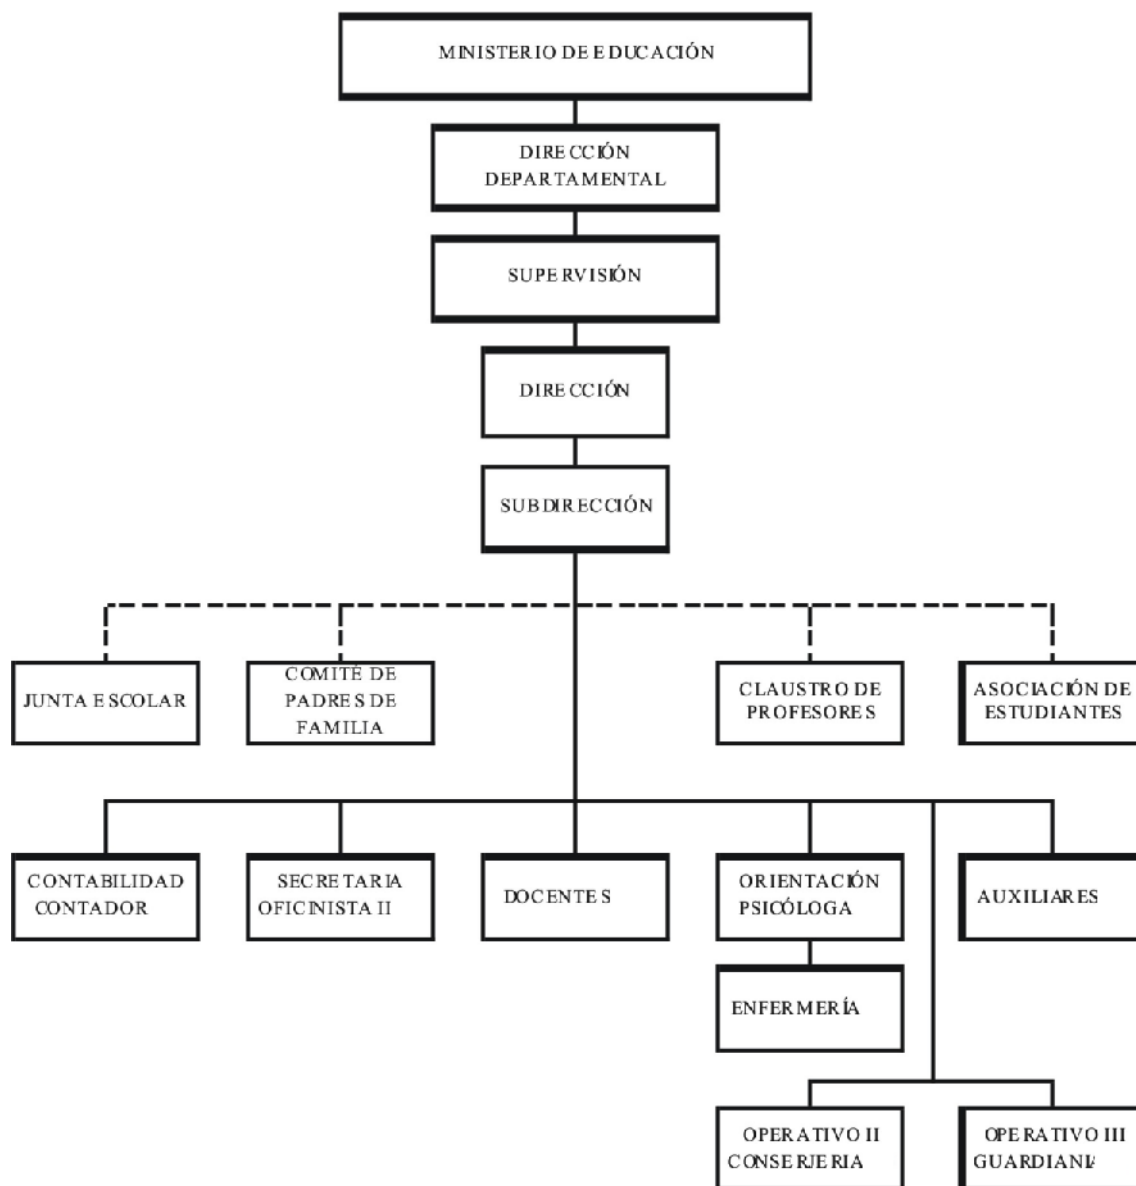 MINISTERIO DE EDUCACIÓN
DIRECCIÓN
DEPARTAMENTAL
SUPERVISIÓN
DIRECCIÓN
SUBDIRECCIÓN
JUNTA ESCOLAR
COMITÉ DE
PADRES DE
FAMILIA
CLAUSTRO DE
PROFESORES
ASOCIACIÓN DE
ESTUDIANTES
CONTABILIDAD
CONTADOR
SECRETARIA
OFICINISTA II
DOCENTES
ORIENTACIÓN
PSICÓLOGA
AUXILIARES
ENFERMERÍA
OPERATIVO II
CONSERJERIA
OPERATIVO III
GUARDIANIA